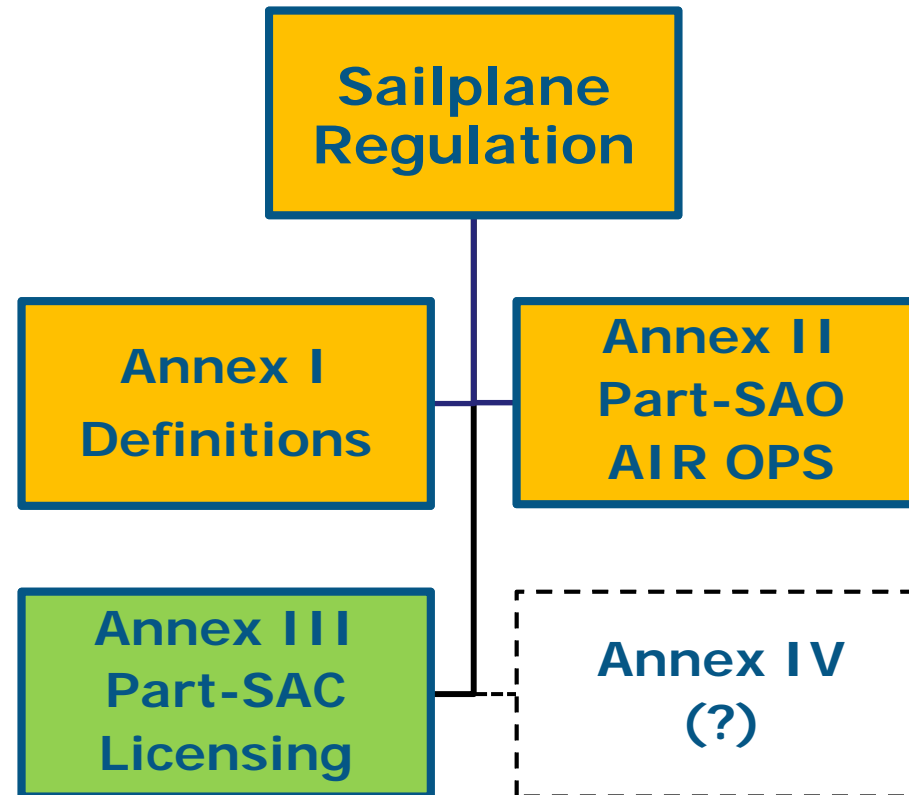 Sailplane
Regulation
Annex I
Definitions
Annex II
Part-SAO
AIR OPS
Annex III
Part-SAC
Licensing
Annex IV
(?)